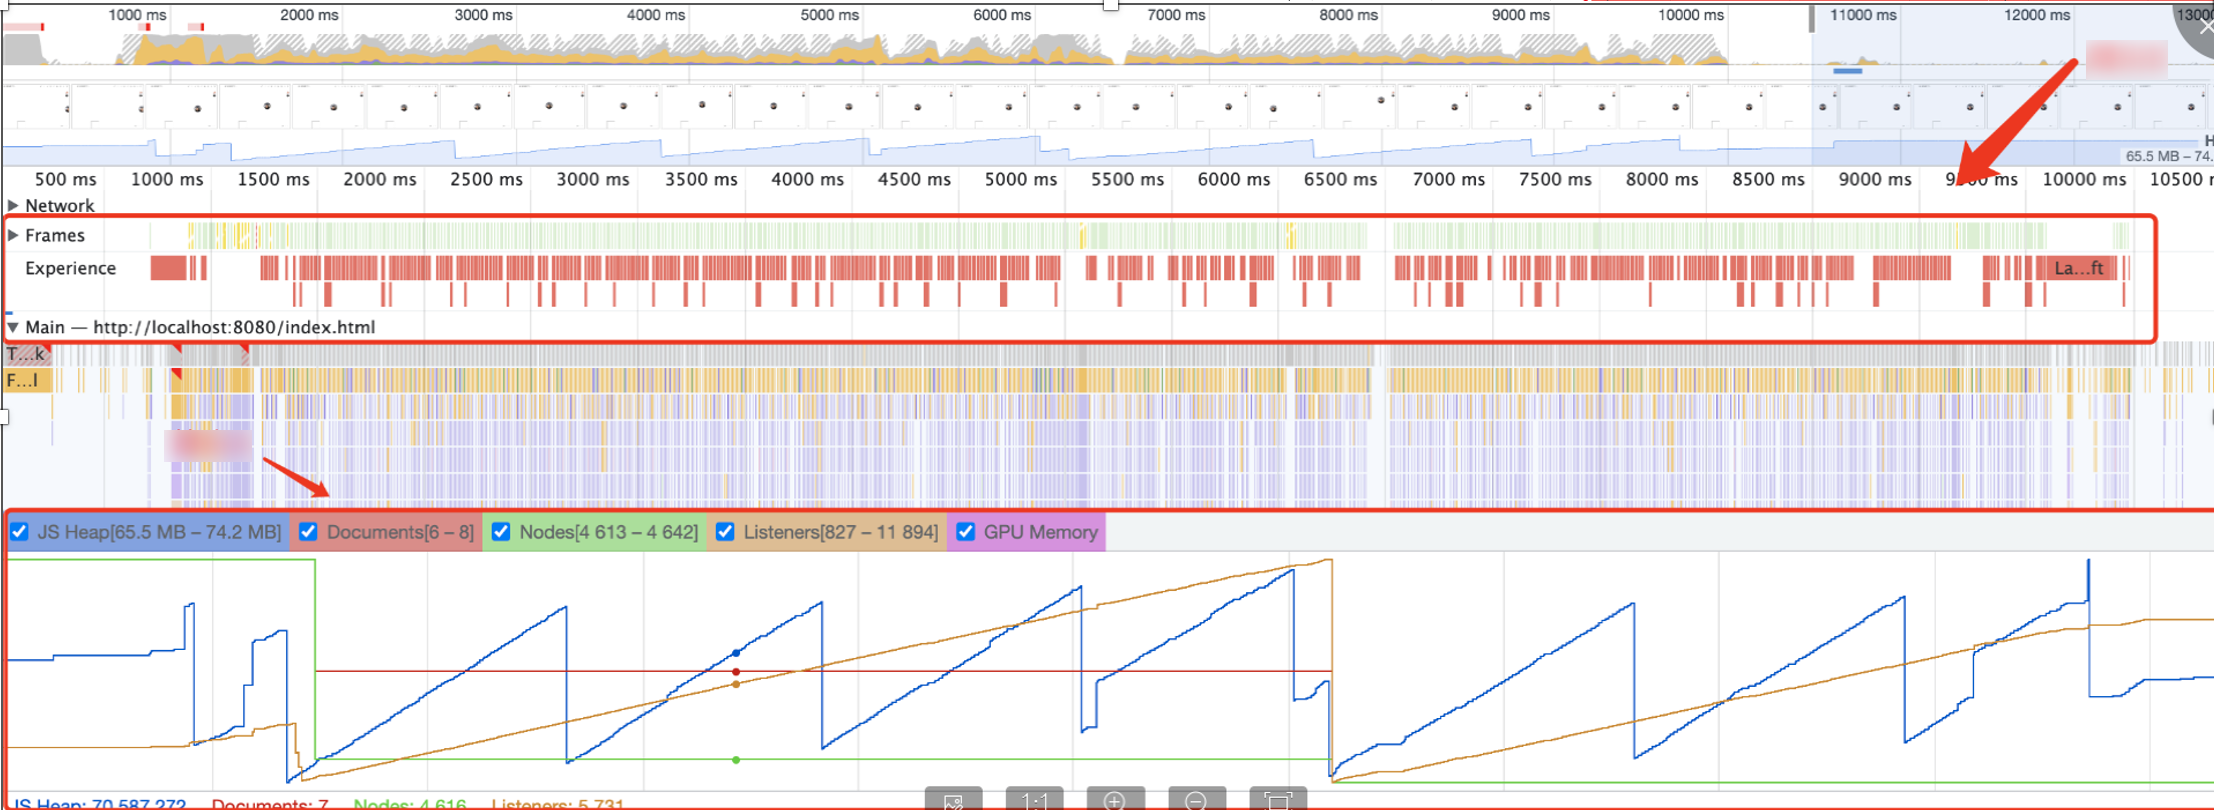 1000 ms 2000 ms 3000 ms 4000 ms 5000 ms 6000 ms 7000 ms 8000 ms 9000 ms 10000 ms 11000 ms 12000 ms 13000
H
65.5 MB – 74.
500 ms 1000 ms 1500 ms 2000 ms 2500 ms 3000 ms 3500 ms 4000 ms 4500 ms 5000 ms 5500 ms 6000 ms 6500 ms 7000 ms 7500 ms 8000 ms 8500 ms 9000 ms ms 10000 ms 10500
Network
Frames
Experience La...ft
Main — http://localhost:8080/index.html
T...k
F...l
JS Heap[65.5 MB – 74.2 MB] Documents[6 – 8] Nodes[4 613 – 4 642] Listeners[827 – 11 894] GPU Memory
JS Heap: 70 587 272 Documents: 7 Nodes: 4 616 Listeners: 5 731
1:1